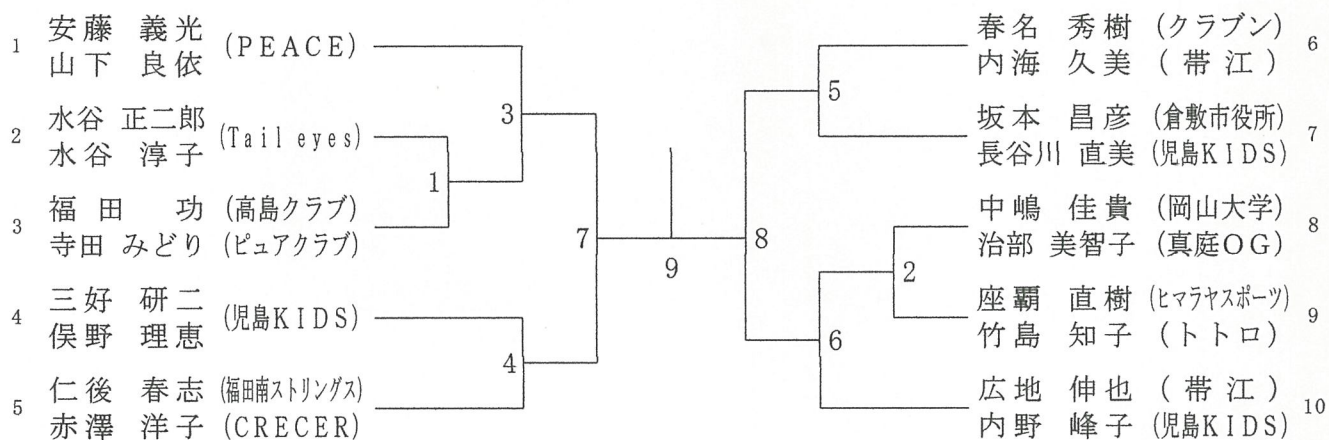 1 安藤 義光 (PEACE)
山下 良依
2 水谷 正二郎 (Tail eyes)
水谷 淳子
3 福田 功 (高島クラブ)
寺田 みどり (ピュアクラブ)
4 三好 研二 (児島KIDS)
俣野 理恵
5 仁後 春志 (福田南ストリングス)
赤澤 洋子 (CRECER)
3
1
7
4
9
8
5
2
6
春名 秀樹 (クラブン) 6
内海 久美 (帯江)
坂本 昌彦 (倉敷市役所) 7
長谷川 直美 (児島KIDS)
中嶋 佳貴 (岡山大学) 8
治部 美智子 (真庭OG)
座覇 直樹 (ヒマラヤスポーツ) 9
竹島 知子 (トトロ)
広地 伸也 (帯江) 10
内野 峰子 (児島KIDS)